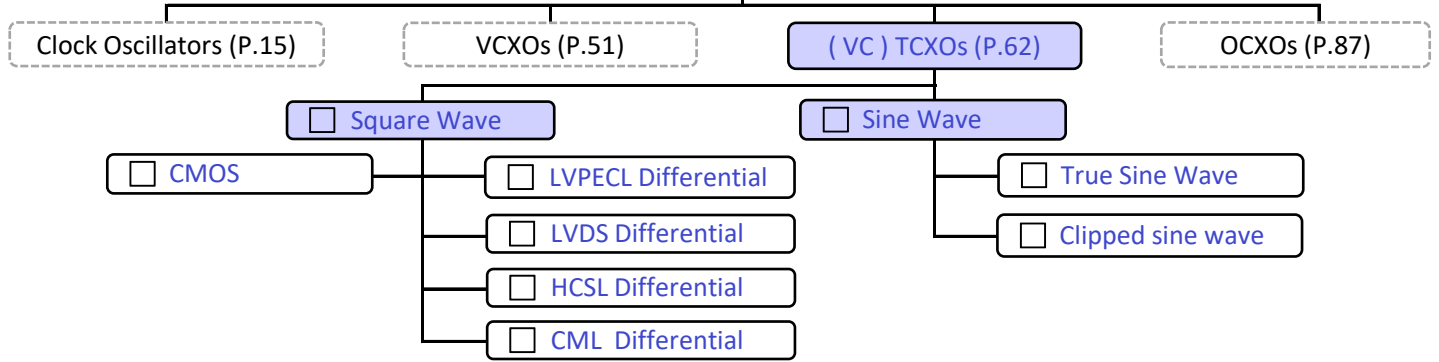 Clock Oscillators (P.15)
VCXOs (P.51)
( VC ) TCXOs (P.62)
OCXOs (P.87)
Square Wave
Sine Wave
CMOS
LVPECL Differential
True Sine Wave
LVDS Differential
Clipped sine wave
HCSL Differential
CML Differential